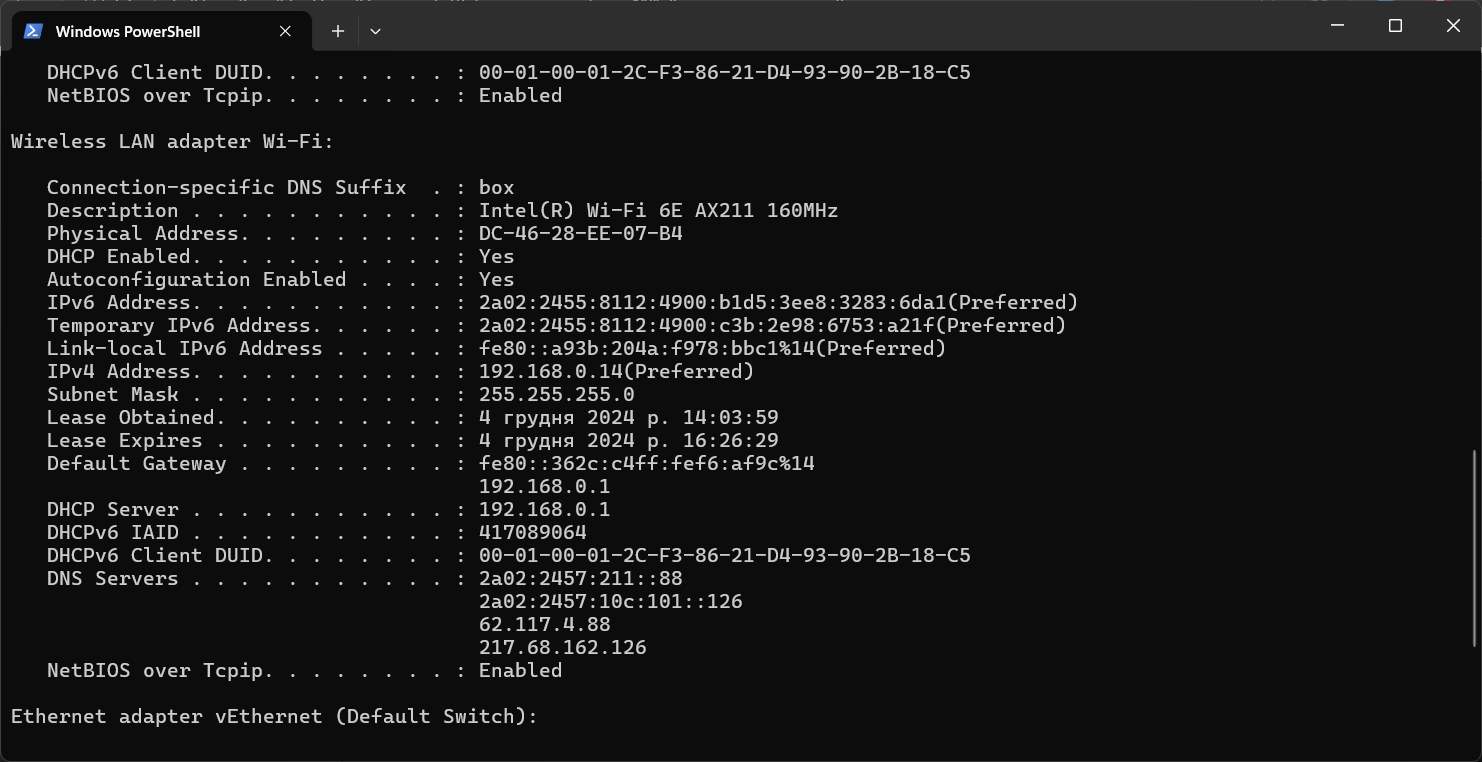 Windows PowerShell
DHCPv6 Client DUID. . . . . . . . : 00-01-00-01-2C-F3-86-21-D4-93-90-2B-18-C5
NetBIOS over Tcpip. . . . . . . . : Enabled
Wireless LAN adapter Wi-Fi:
Connection-specific DNS Suffix  . : box
Description . . . . . . . . . . . : Intel(R) Wi-Fi 6E AX211 160MHz
Physical Address. . . . . . . . . : DC-46-28-EE-07-B4
DHCP Enabled. . . . . . . . . . . : Yes
Autoconfiguration Enabled . . . . : Yes
IPv6 Address. . . . . . . . . . . : 2a02:2455:8112:4900:b1d5:3ee8:3283:6da1(Preferred)
Temporary IPv6 Address. . . . . . : 2a02:2455:8112:4900:c3b:2e98:6753:a21f(Preferred)
Link-local IPv6 Address . . . . . : fe80::a93b:204a:f978:bbc1%14(Preferred)
IPv4 Address. . . . . . . . . . . : 192.168.0.14(Preferred)
Subnet Mask . . . . . . . . . . . : 255.255.255.0
Lease Obtained. . . . . . . . . . : 4 грудня 2024 р. 14:03:59
Lease Expires . . . . . . . . . . : 4 грудня 2024 р. 16:26:29
Default Gateway . . . . . . . . . : fe80::362c:c4ff:fef6:af9c%14
192.168.0.1
DHCP Server . . . . . . . . . . . : 192.168.0.1
DHCPv6 IAID . . . . . . . . . . . : 417089064
DHCPv6 Client DUID. . . . . . . . : 00-01-00-01-2C-F3-86-21-D4-93-90-2B-18-C5
DNS Servers . . . . . . . . . . . : 2a02:2457:211::88
2a02:2457:10c:101::126
62.117.4.88
217.68.162.126
NetBIOS over Tcpip. . . . . . . . : Enabled
Ethernet adapter vEthernet (Default Switch):